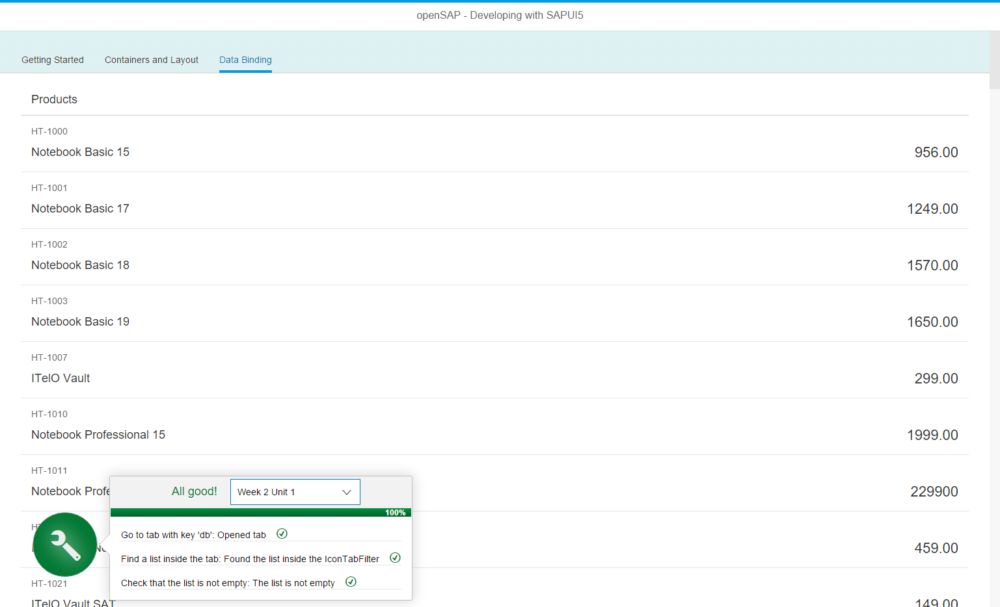 openSAP - Developing with SAPUI5
Getting Started Containers and Layout Data Binding
Products
HT-1000
Notebook Basic 15 956.00
HT-1001
Notebook Basic 17 1249.00
HT-1002
Notebook Basic 18 1570.00
HT-1003
Notebook Basic 19 1650.00
HT-1007
ITelO Vault 299.00
HT-1010
Notebook Professional 15 1999.00
HT-1011
Notebook 229900
459.00
HT-1021
ITelO Vault SAT 149.00
All good! Week 2 Unit 1
100%
Go to tab with key 'db': Opened tab
Find a list inside the tab: Found the list inside the IconTabFilter
Check that the list is not empty: The list is not empty